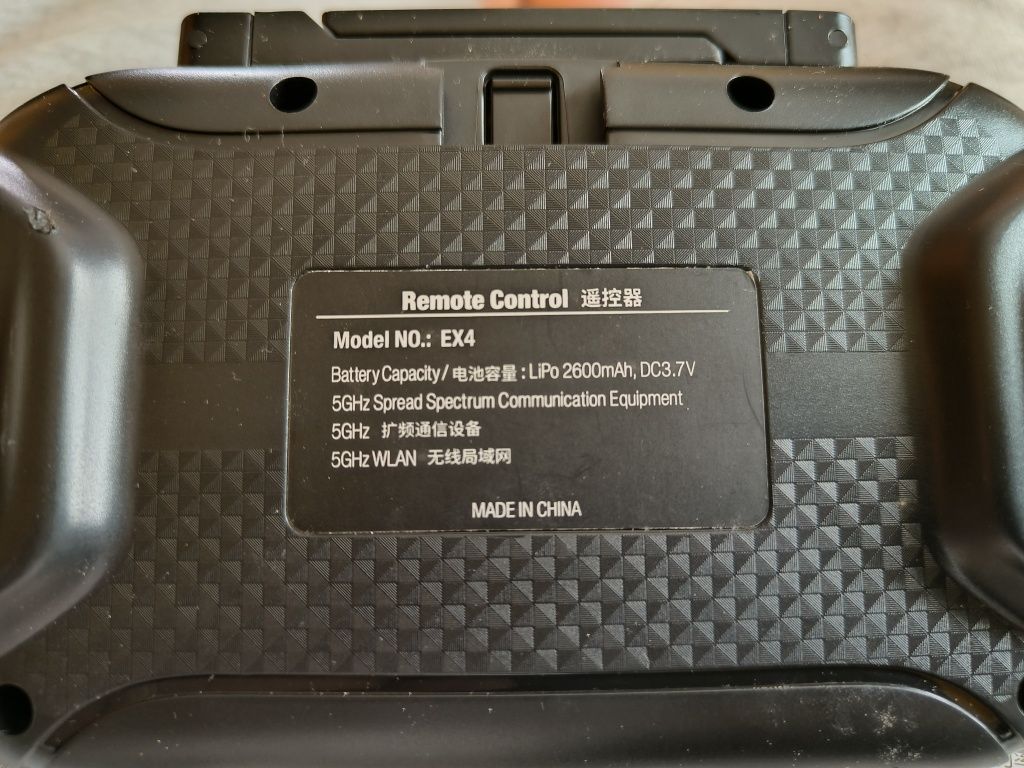 Remote Control 遥控器
Model NO.: EX4
Battery Capacity / 电池容量 : LiPo 2600mAh, DC3.7V
5GHz Spread Spectrum Communication Equipment
5GHz 扩频通信设备
5GHz WLAN 无线局域网
MADE IN CHINA